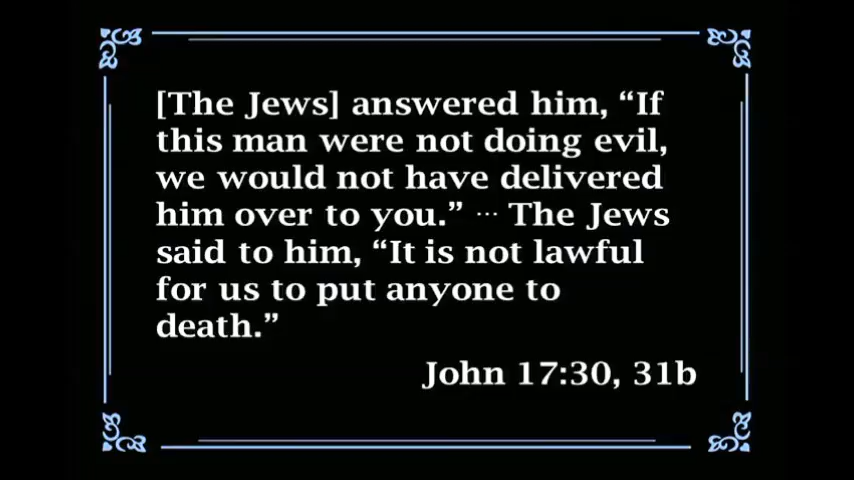 [The Jews] answered him, “If
this man were not doing evil,
we would not have delivered
him over to you.” ··· The Jews
said to him, “It is not lawful
for us to put anyone to
death.”
John 17:30, 31b